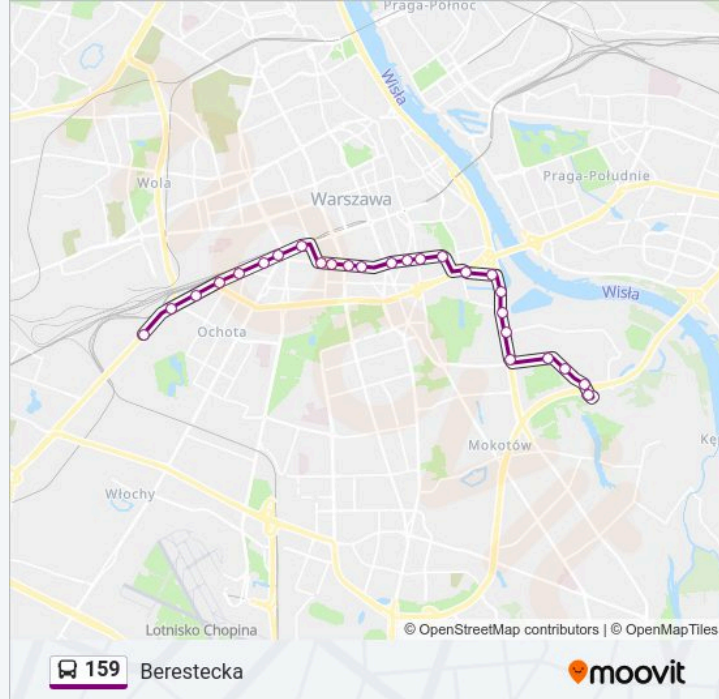 Praga-Północ
Wisła
Wola
Praga-Południe
Warszawa
Wisła
Ochota
Mokotów
Kę
Włochy
Lotnisko Chopina
© OpenStreetMap contributors | © OpenMapTiles
159 Berestecka
moovit